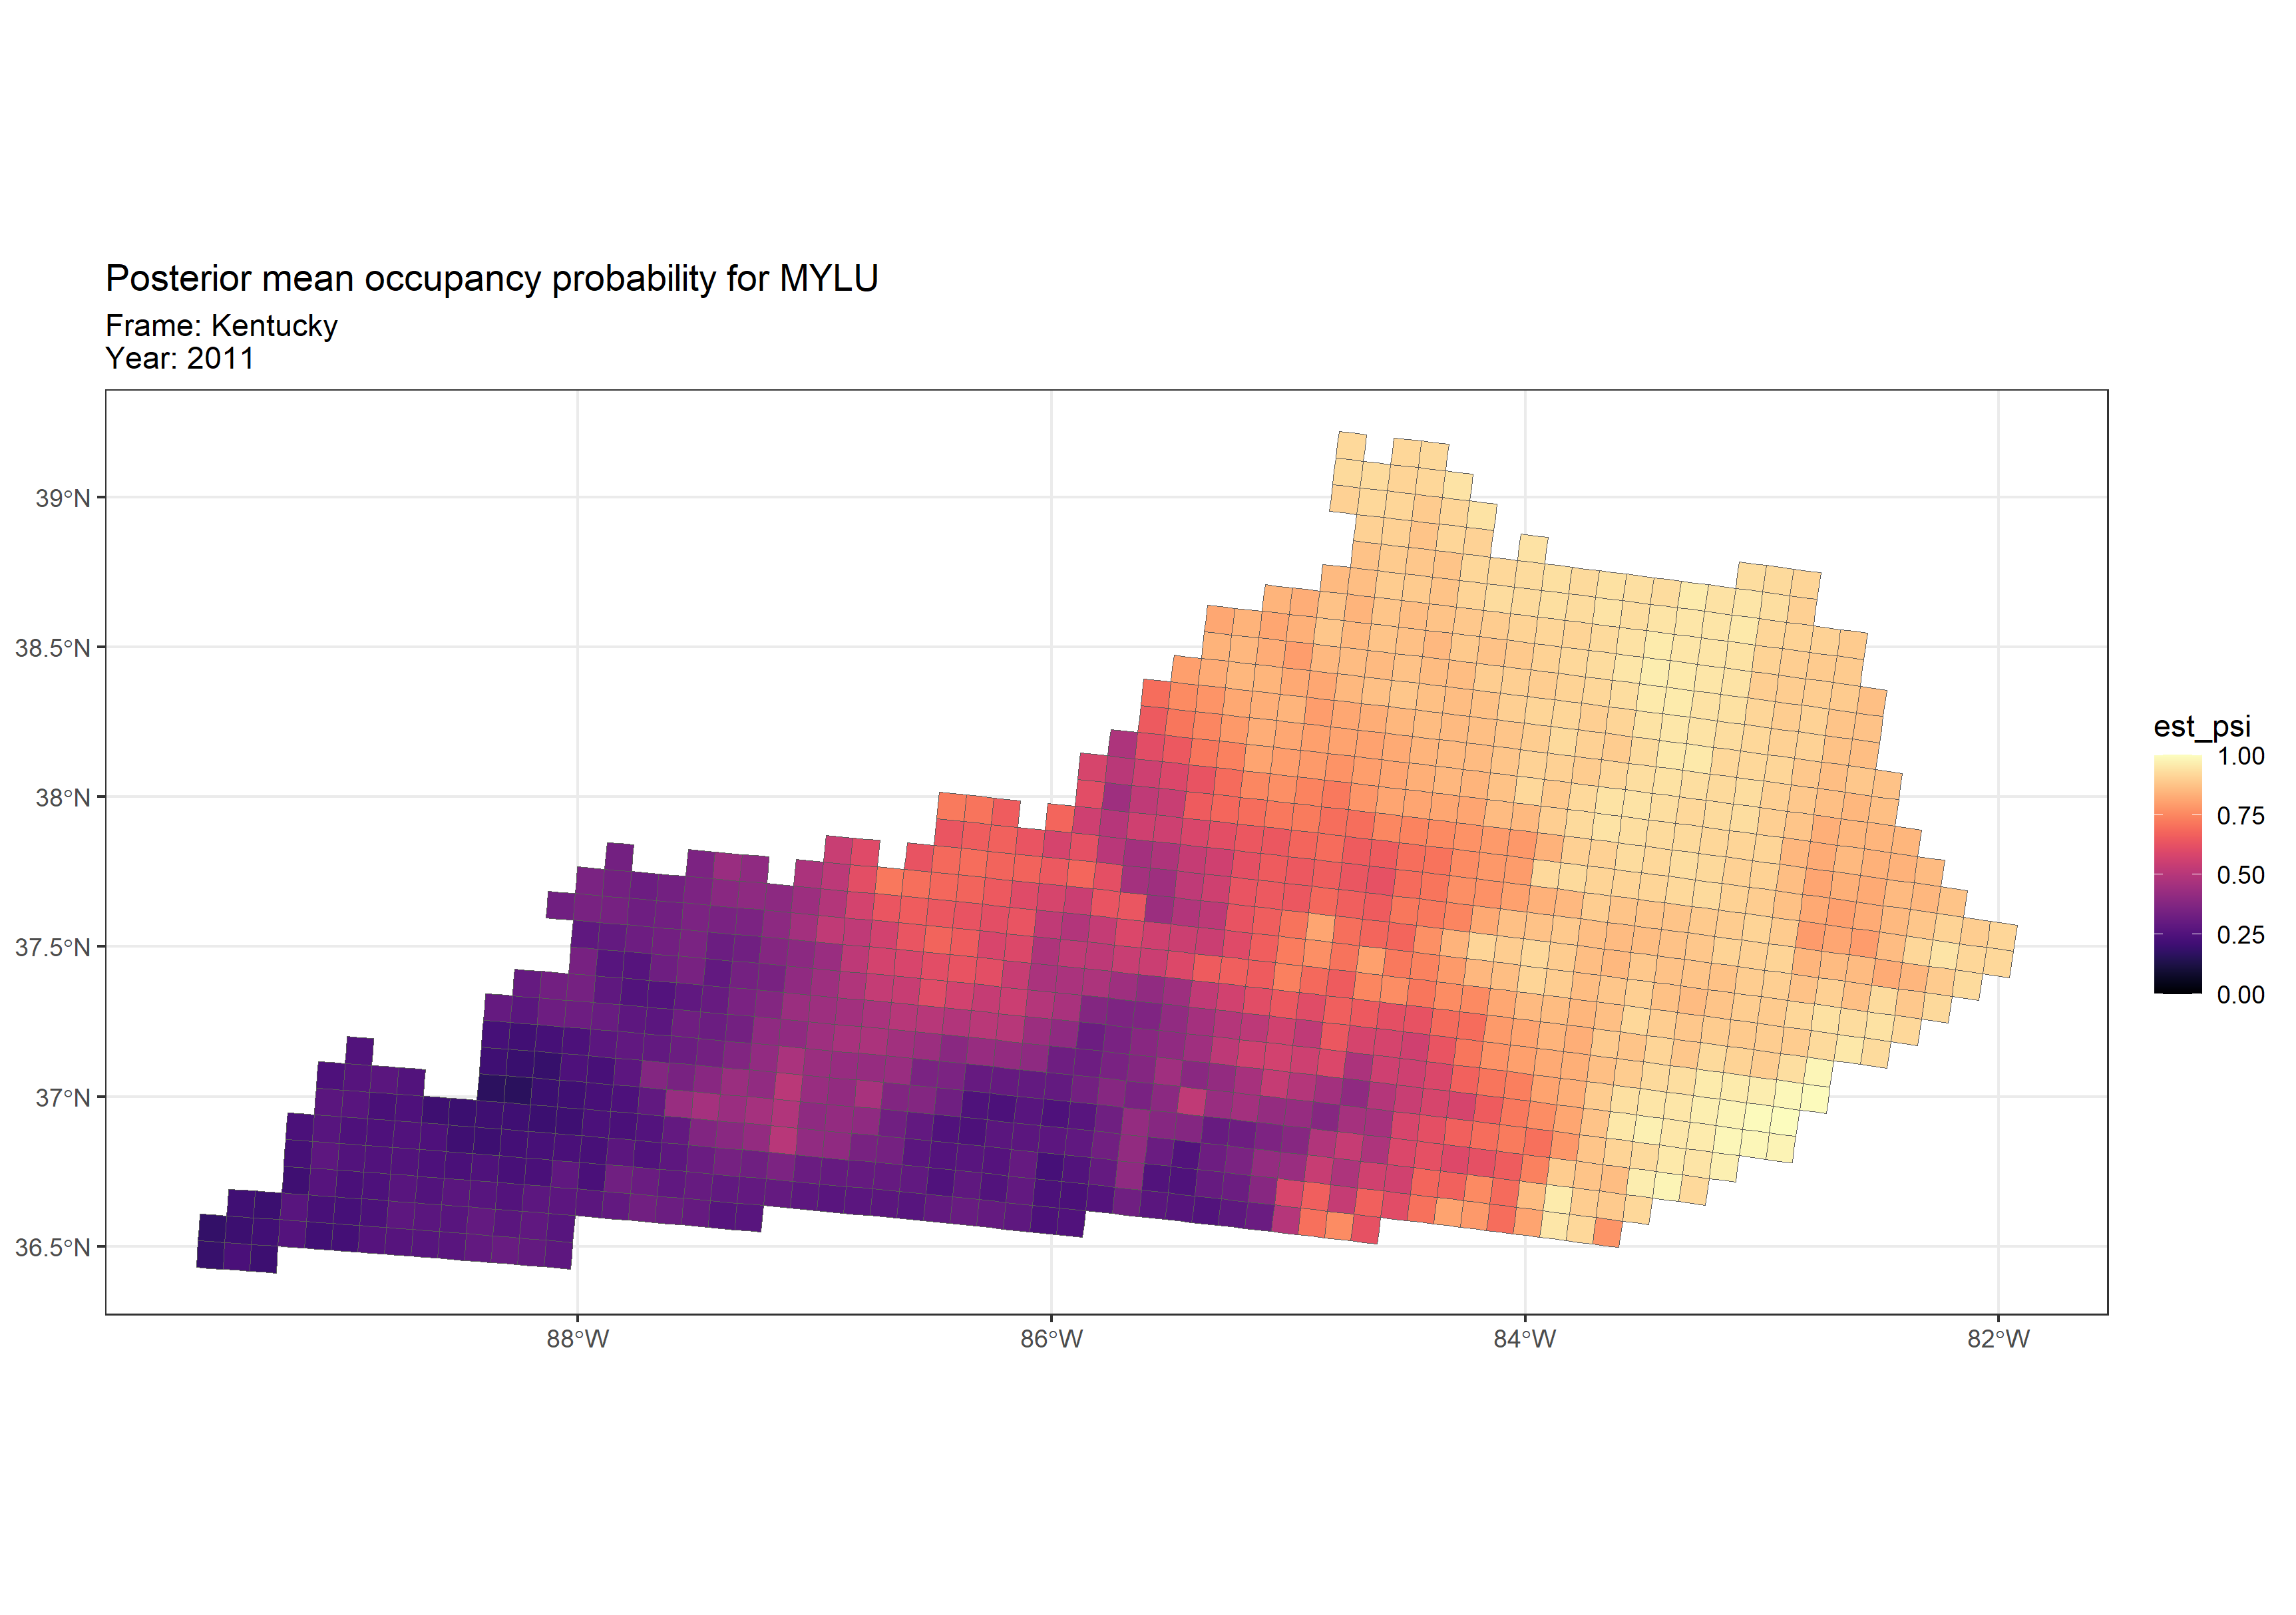 Posterior mean occupancy probability for MYLU
Frame: Kentucky
Year: 2011
39°N
38.5°N
38°N
37.5°N
37°N
36.5°N
88°W
86°W
84°W
82°W
est_psi
1.00
0.75
0.50
0.25
0.00